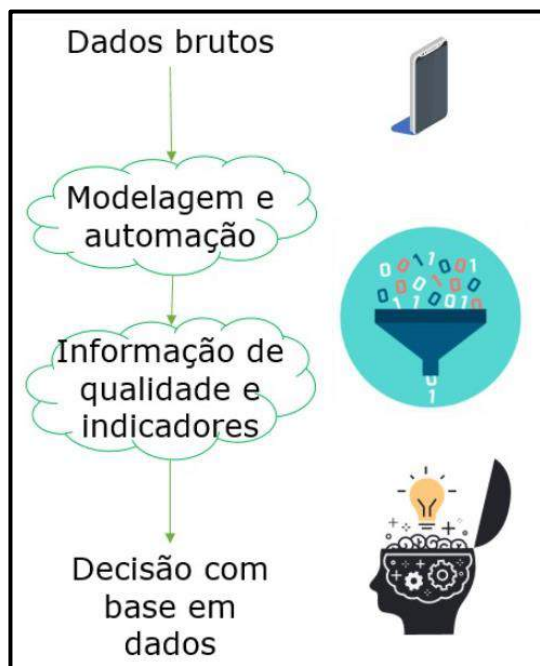 Dados brutos
Modelagem e
automação
Informação de
qualidade e
indicadores
Decisão com
base em
dados